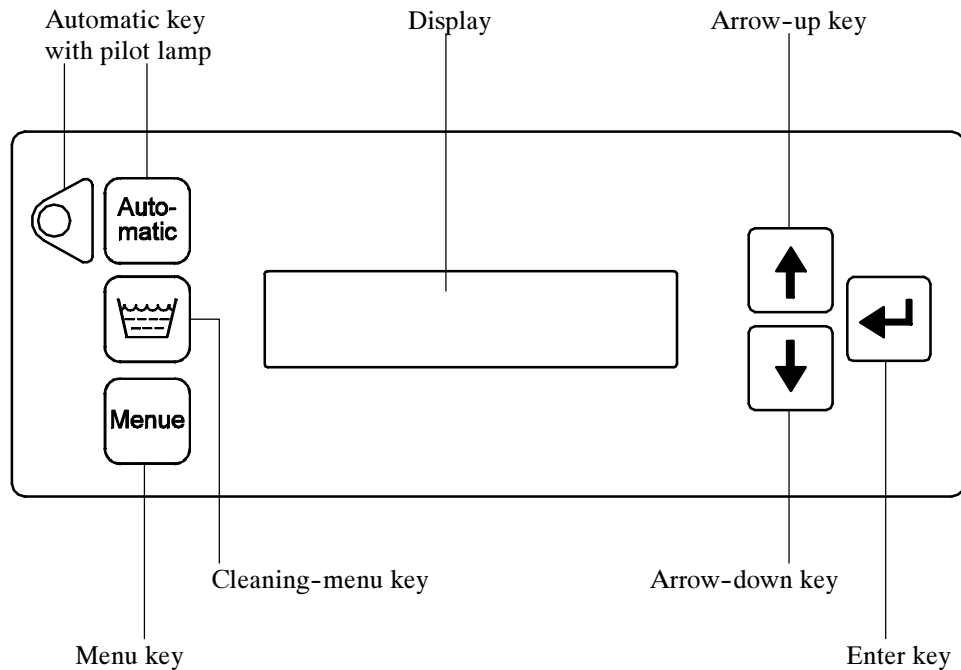 Automatic key
with pilot lamp
Display
Arrow-up key
Auto-
matic
Menue
Cleaning-menu key
Arrow-down key
Menu key
Enter key